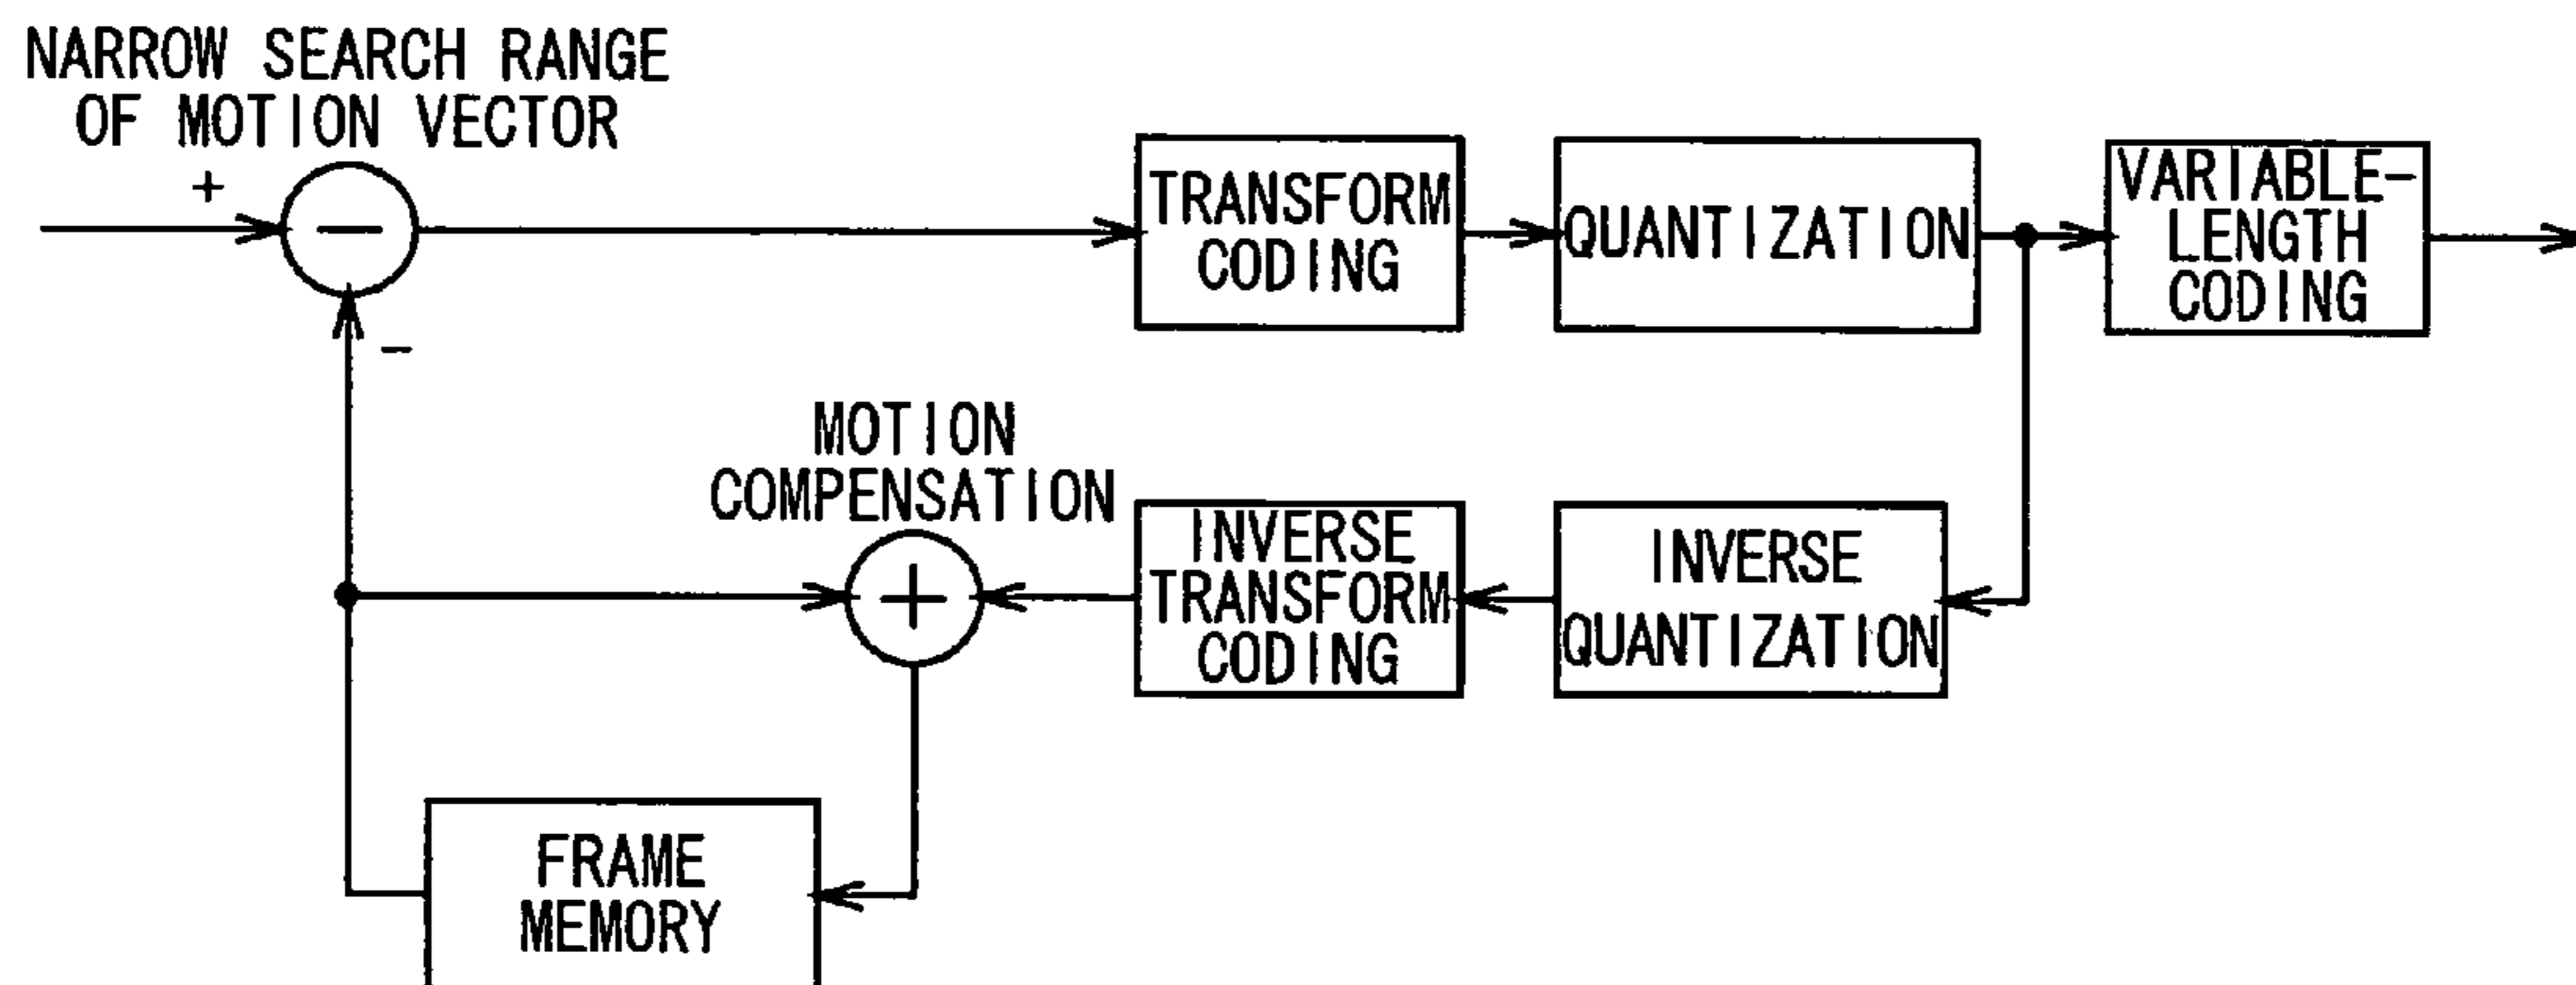 NARROW SEARCH RANGE
OF MOTION VECTOR
+
−
−
TRANSFORM
CODING
QUANTIZATION
VARIABLE-
LENGTH
CODING
MOTION
COMPENSATION
+
INVERSE
TRANSFORM
CODING
INVERSE
QUANTIZATION
FRAME
MEMORY